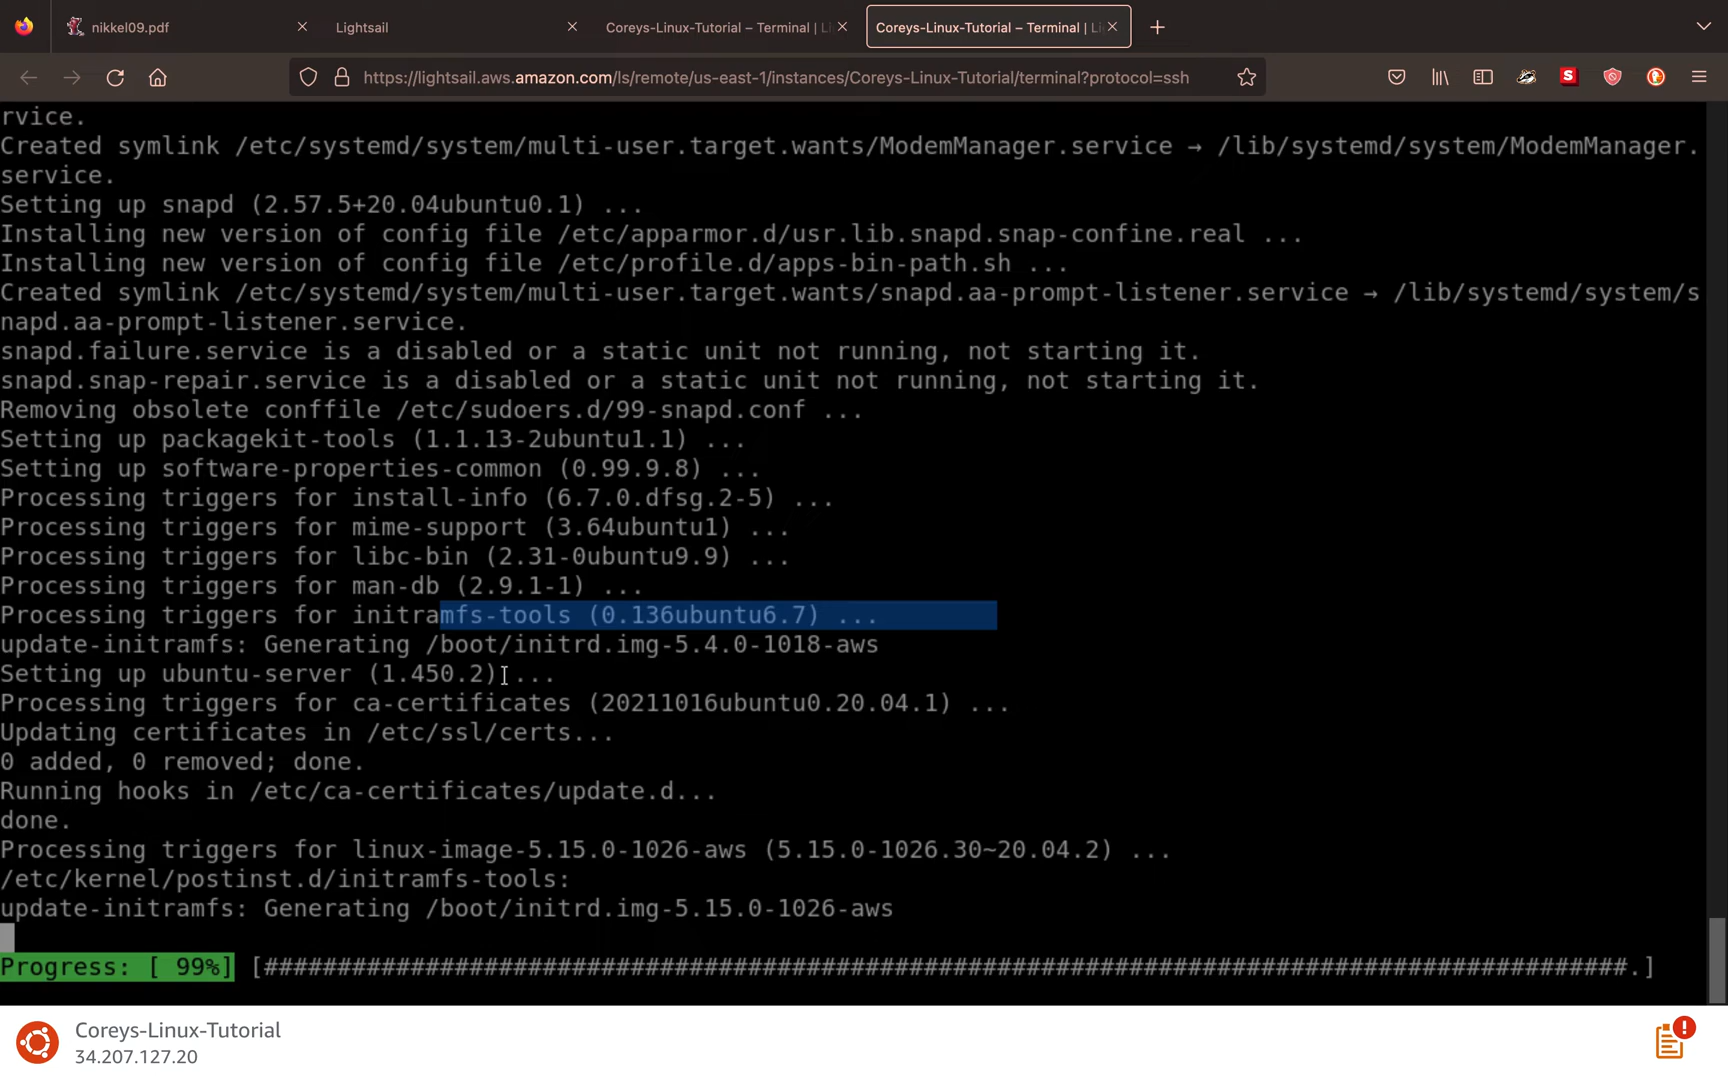 nikkel09.pdf
Lightsail
Coreys-Linux-Tutorial – Terminal | Li
Coreys-Linux-Tutorial – Terminal | Li
https://lightsail.aws.amazon.com/ls/remote/us-east-1/instances/Coreys-Linux-Tutorial/terminal?protocol=ssh
S
rvice.
Created symlink /etc/systemd/system/multi-user.target.wants/ModemManager.service → /lib/systemd/system/ModemManager.
service.
Setting up snapd (2.57.5+20.04ubuntu0.1) ...
Installing new version of config file /etc/apparmor.d/usr.lib.snapd.snap-confine.real ...
Installing new version of config file /etc/profile.d/apps-bin-path.sh ...
Created symlink /etc/systemd/system/multi-user.target.wants/snapd.aa-prompt-listener.service → /lib/systemd/system/s
napd.aa-prompt-listener.service.
snapd.failure.service is a disabled or a static unit not running, not starting it.
snapd.snap-repair.service is a disabled or a static unit not running, not starting it.
Removing obsolete conffile /etc/sudoers.d/99-snapd.conf ...
Setting up packagekit-tools (1.1.13-2ubuntu1.1) ...
Setting up software-properties-common (0.99.9.8) ...
Processing triggers for install-info (6.7.0.dfsg.2-5) ...
Processing triggers for mime-support (3.64ubuntu1) ...
Processing triggers for libc-bin (2.31-0ubuntu9.9) ...
Processing triggers for man-db (2.9.1-1) ...
Processing triggers for initramfs-tools (0.136ubuntu6.7) ...
update-initramfs: Generating /boot/initrd.img-5.4.0-1018-aws
Setting up ubuntu-server (1.450.2) ...
Processing triggers for ca-certificates (20211016ubuntu0.20.04.1) ...
Updating certificates in /etc/ssl/certs...
0 added, 0 removed; done.
Running hooks in /etc/ca-certificates/update.d...
done.
Processing triggers for linux-image-5.15.0-1026-aws (5.15.0-1026.30~20.04.2) ...
/etc/kernel/postinst.d/initramfs-tools:
update-initramfs: Generating /boot/initrd.img-5.15.0-1026-aws
Progress: [ 99%] [#############################################################################################.]
Coreys-Linux-Tutorial
34.207.127.20